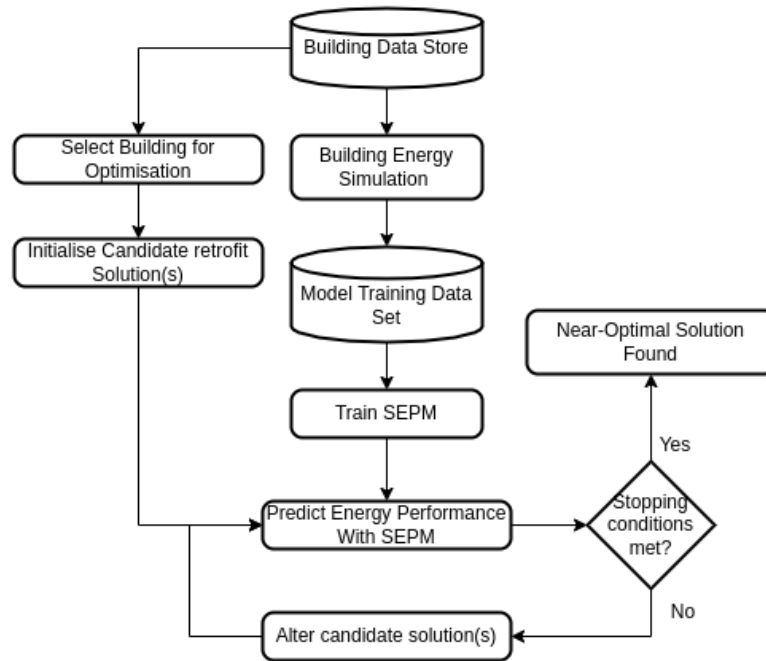 Building Data Store
Select Building for
Optimisation
Building Energy
Simulation
Initialise Candidate retrofit
Solution(s)
Model Training Data
Set
Near-Optimal Solution
Found
Train SEPM
Yes
Predict Energy Performance
With SEPM
Stopping
conditions
met?
No
Alter candidate solution(s)